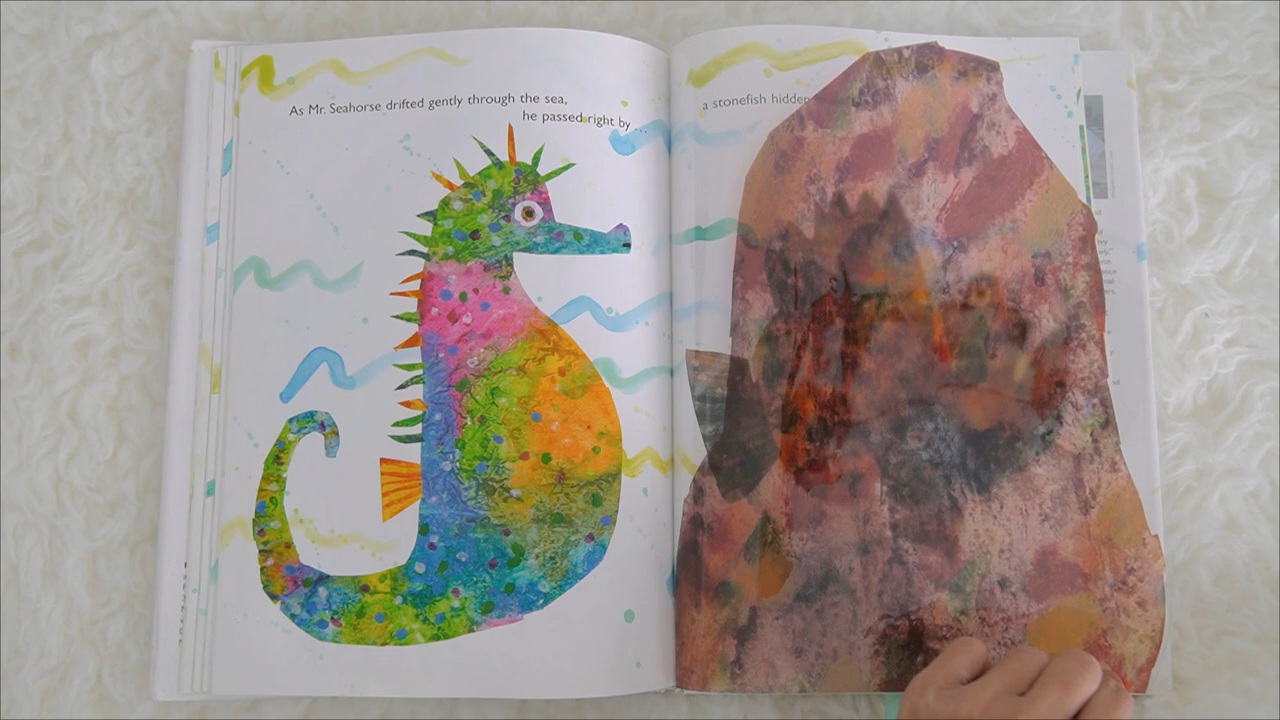 As Mr. Seahorse drifted gently through the sea,
he passed right by ...
a stonefish hidden